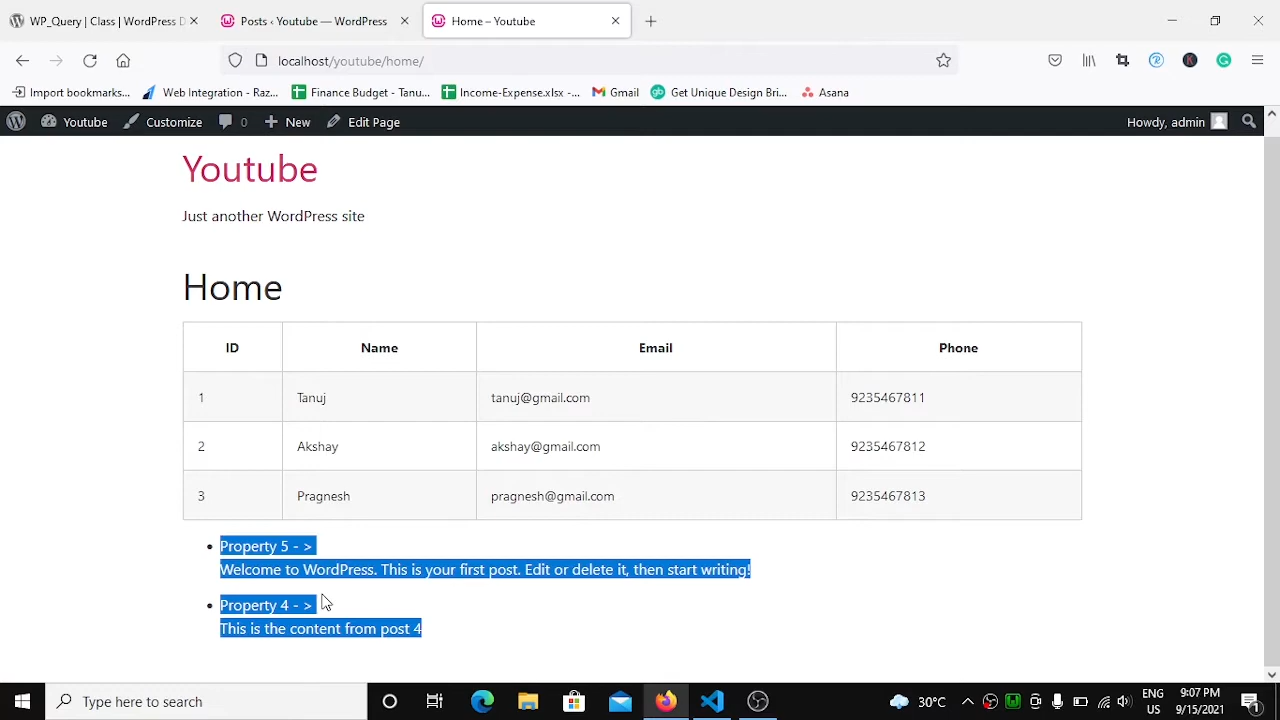 WP_Query | Class | WordPress D
Posts ‹ Youtube — WordPress
Home – Youtube
localhost/youtube/home/
Import bookmarks...
Web Integration - Raz...
Finance Budget - Tanu...
Income-Expense.xlsx -...
Gmail
Get Unique Design Bri...
Asana
Youtube
Customize
0
New
Edit Page
Howdy, admin
Youtube
Just another WordPress site
Home
ID Name Email Phone
1 Tanuj tanuj@gmail.com 9235467811
2 Akshay akshay@gmail.com 9235467812
3 Pragnesh pragnesh@gmail.com 9235467813
Property 5 - >
Welcome to WordPress. This is your first post. Edit or delete it, then start writing!
Property 4 - >
This is the content from post 4
Type here to search
30°C
ENG
US
9:07 PM
9/15/2021
1